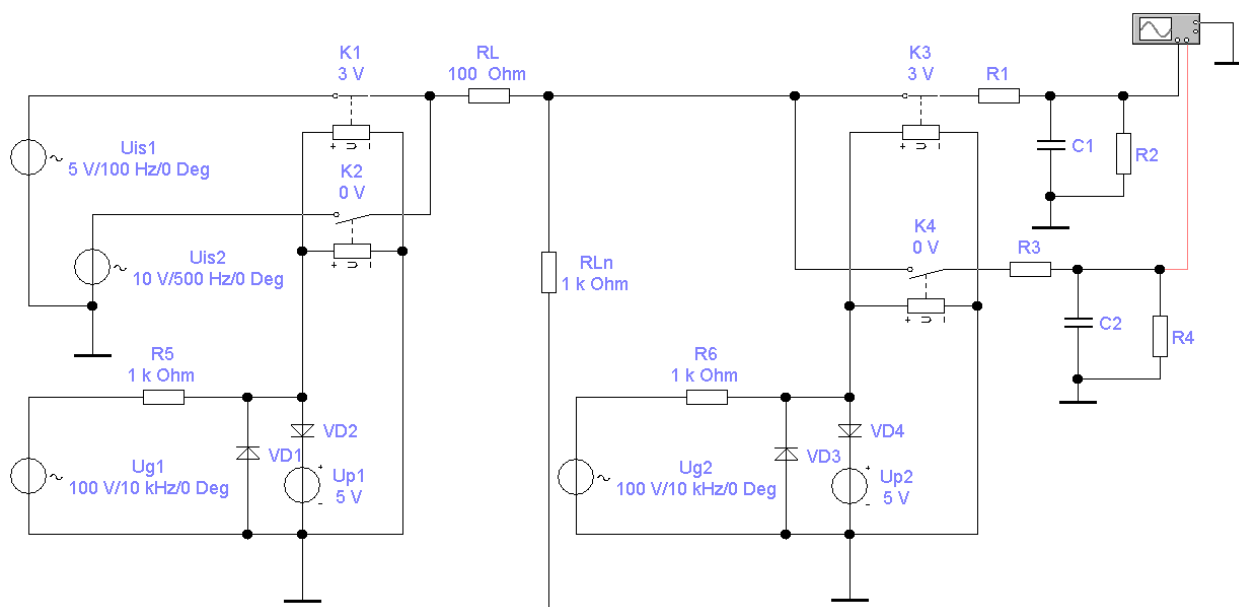 K1
3 V
RL
100 Ohm
K3
3 V
R1
Uis1
5 V/100 Hz/0 Deg
+ U -
K2
0 V
+ U -
C1
R2
Uis2
10 V/500 Hz/0 Deg
+ U -
K4
0 V
R3
RLn
1 k Ohm
+ U -
C2
R4
R5
1 k Ohm
R6
1 k Ohm
VD2
VD1
VD4
VD3
Ug1
100 V/10 kHz/0 Deg
+
Up1
5 V
-
Ug2
100 V/10 kHz/0 Deg
+
Up2
5 V
-